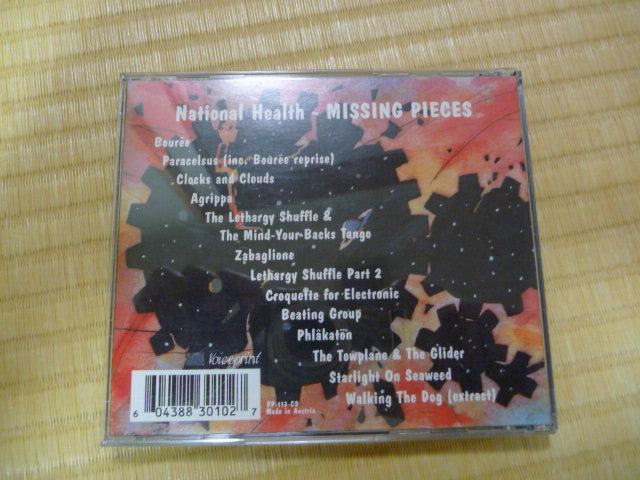 National Health - MISSING PIECES
Bourëe
Paracelsus (inc. Bourëe reprise)
Clocks and Clouds
Agrippa
The Lethargy Shuffle &
The Mind-Your-Backs Tango
Zabaglione
Lethargy Shuffle Part 2
Croquette for Electronic
Beating Group
Phlâkatön
The Towplane & The Glider
Starlight On Seaweed
Walking The Dog (extract)
Voiceprint
6 04388 30102 7
VP-113-CD
Made in Austria